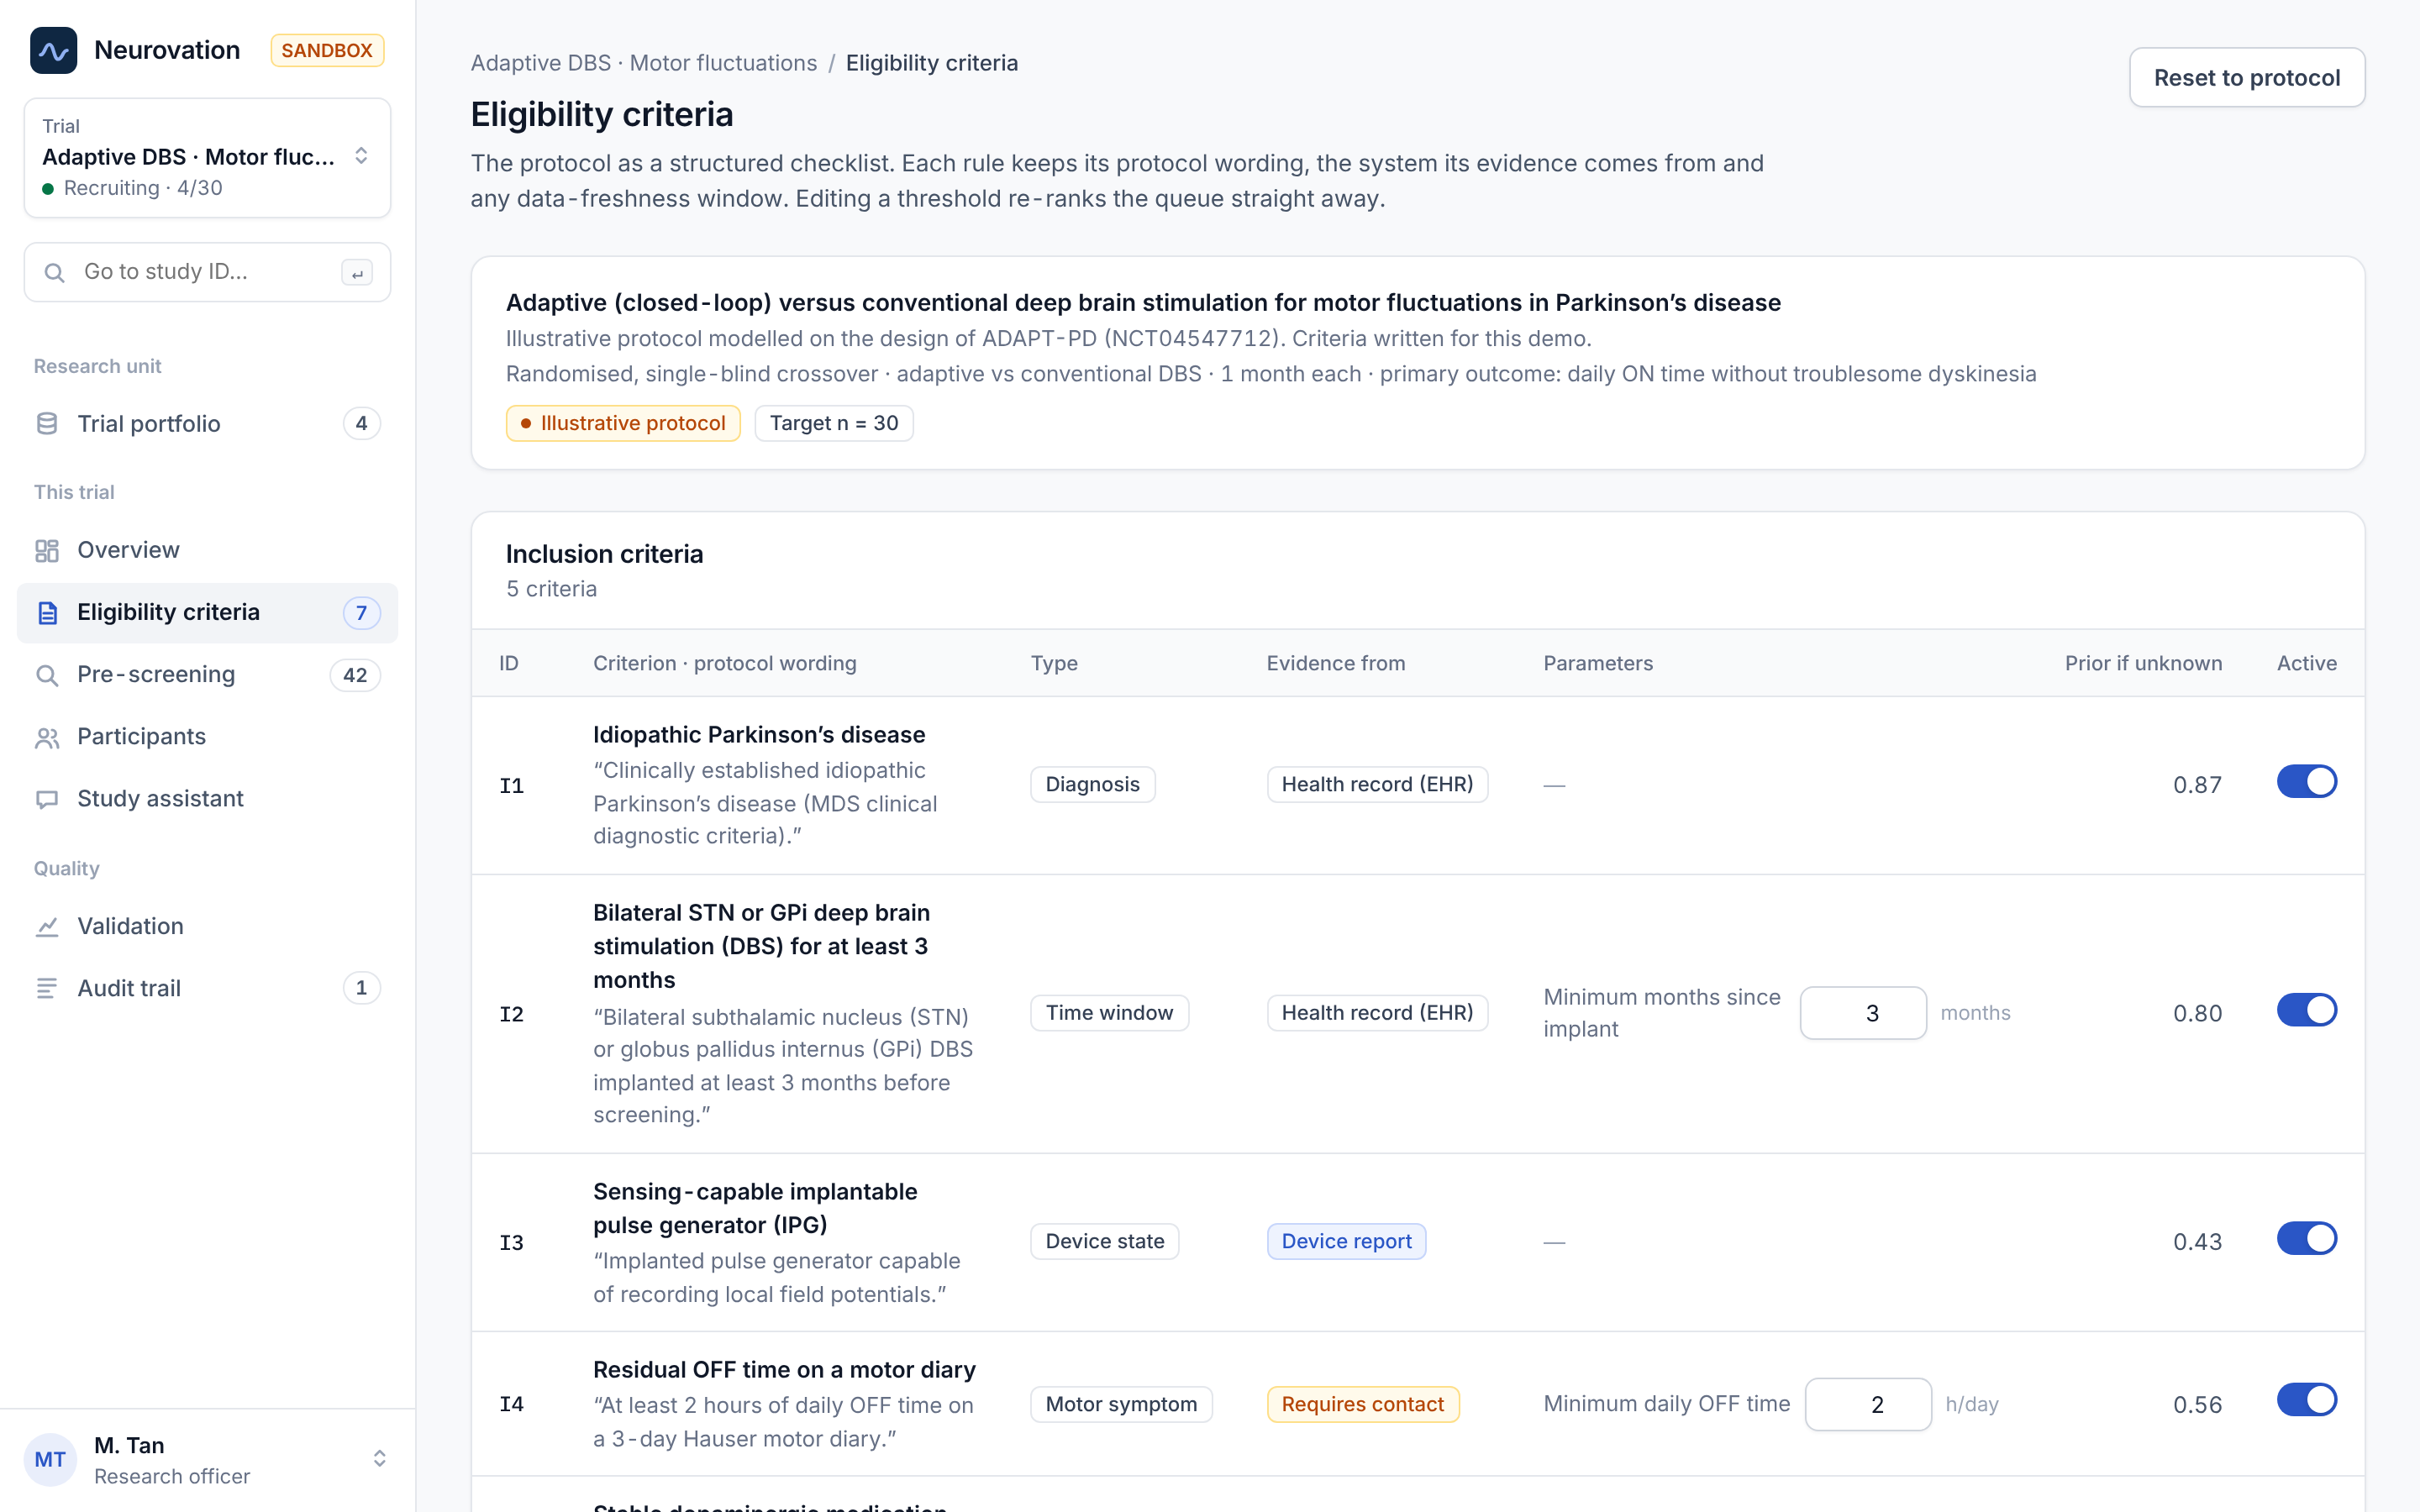 Neurovation
SANDBOX
Trial
Adaptive DBS · Motor fluc...
Recruiting · 4/30
Go to study ID...
↵
Research unit
Trial portfolio 4
This trial
Overview
Eligibility criteria 7
Pre-screening 42
Participants
Study assistant
Quality
Validation
Audit trail 1
MT
M. Tan
Research officer
Adaptive DBS · Motor fluctuations / Eligibility criteria
Reset to protocol
Eligibility criteria
The protocol as a structured checklist. Each rule keeps its protocol wording, the system its evidence comes from and
any data-freshness window. Editing a threshold re-ranks the queue straight away.
Adaptive (closed-loop) versus conventional deep brain stimulation for motor fluctuations in Parkinson’s disease
Illustrative protocol modelled on the design of ADAPT-PD (NCT04547712). Criteria written for this demo.
Randomised, single-blind crossover · adaptive vs conventional DBS · 1 month each · primary outcome: daily ON time without troublesome dyskinesia
Illustrative protocol
Target n = 30
Inclusion criteria
5 criteria
ID Criterion · protocol wording Type Evidence from Parameters Prior if unknown Active
I1
Idiopathic Parkinson’s disease
“Clinically established idiopathic
Parkinson’s disease (MDS clinical
diagnostic criteria).”
Diagnosis
Health record (EHR)
—
0.87
I2
Bilateral STN or GPi deep brain
stimulation (DBS) for at least 3
months
“Bilateral subthalamic nucleus (STN)
or globus pallidus internus (GPi) DBS
implanted at least 3 months before
screening.”
Time window
Health record (EHR)
Minimum months since
implant
3 months
0.80
I3
Sensing-capable implantable
pulse generator (IPG)
“Implanted pulse generator capable
of recording local field potentials.”
Device state
Device report
—
0.43
I4
Residual OFF time on a motor diary
“At least 2 hours of daily OFF time on
a 3-day Hauser motor diary.”
Motor symptom
Requires contact
Minimum daily OFF time
2 h/day
0.56
Stable dopaminergic medication